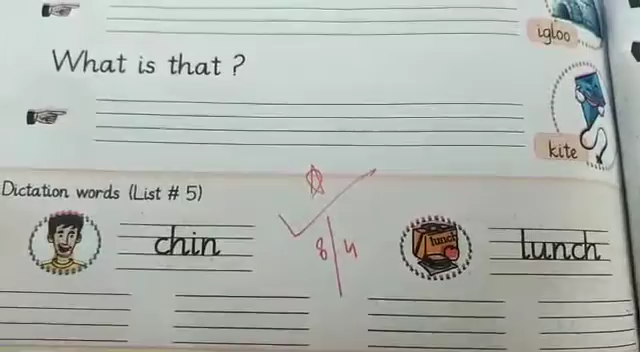 igloo
What is that ?
kite
Dictation words (List # 5)
chin
8/4
lunch
lunch